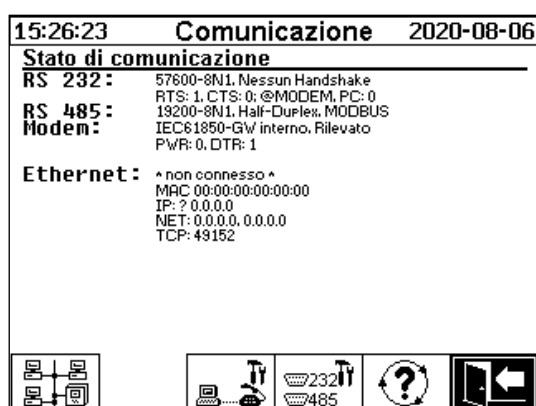 15:26:23 Comunicazione 2020-08-06
Stato di comunicazione
RS 232: 57600-8N1, Nessun Handshake
RTS: 1, CTS: 0; @MODEM, PC: 0
RS 485: 19200-8N1, Half-Duplex, MODBUS
Modem: IEC61850-GW interno, Rilevato
PWR: 0, DTR: 1
Ethernet: * non connesso *
MAC 00:00:00:00:00:00
IP: ? 0.0.0.0
NET: 0.0.0.0, 0.0.0.0
TCP: 49152
232
485
?